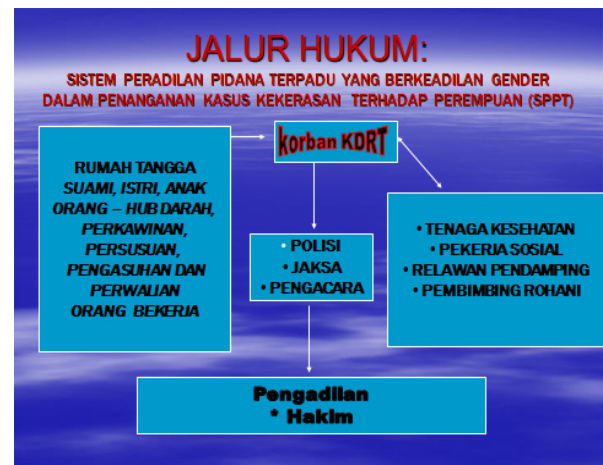 JALUR HUKUM:
SISTEM PERADILAN PIDANA TERPADU YANG BERKEADILAN GENDER
DALAM PENANGANAN KASUS KEKERASAN TERHADAP PEREMPUAN (SPPT)
korban KDRT
RUMAH TANGGA
SUAMI, ISTRI, ANAK
ORANG – HUB DARAH,
PERKAWINAN,
PERSUSUAN,
PENGASUHAN DAN
PERWALIAN
ORANG BEKERJA
• POLISI
• JAKSA
• PENGACARA
• TENAGA KESEHATAN
• PEKERJA SOSIAL
• RELAWAN PENDAMPING
• PEMBIMBING ROHANI
Pengadilan
* Hakim